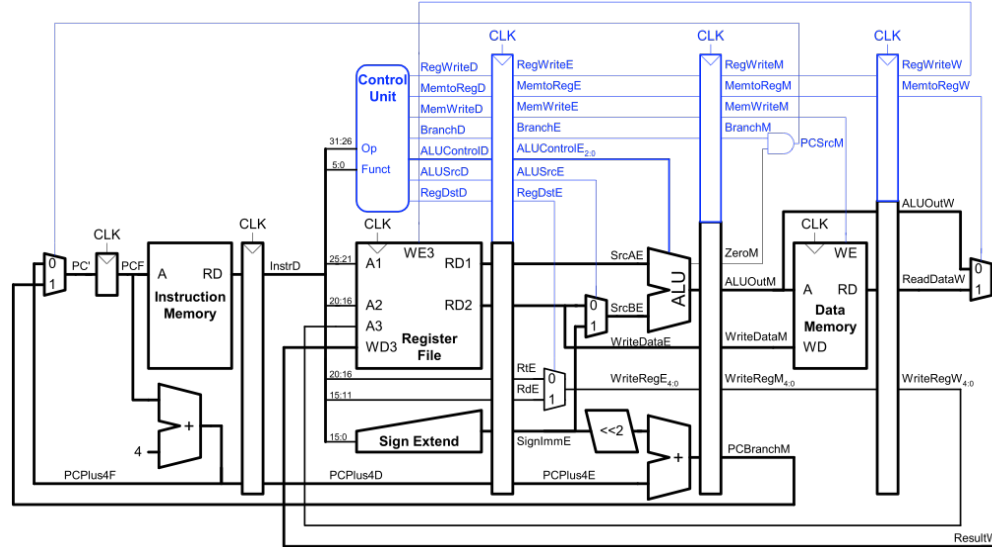 CLK CLK CLK
RegWriteD RegWriteE RegWriteM RegWriteW
Control Unit
MemtoRegD MemtoRegE MemtoRegM MemtoRegW
MemWriteD MemWriteE MemWriteM
BranchD BranchE BranchM
PCSrcM
31:26
Op
ALUControlD ALUControlE2:0
5:0
Funct
ALUSrcD ALUSrcE
RegDstD RegDstE
ALUOutW
CLK CLK CLK CLK
WE3
WE
0
1
PC'
PCF
A RD
Instruction Memory
InstrD
25:21
A1 RD1
SrcAE
ALU
ZeroM
ALUOutM
A RD
Data Memory
WD
ReadDataW
0
1
20:16
A2 RD2
0
1
SrcBE
A3
WD3
Register File
WriteDataE WriteDataM
20:16
RtE
0
1
WriteRegE4:0 WriteRegM4:0 WriteRegW4:0
15:11
RdE
+
4
15:0
Sign Extend
SignImmE
<<2
+
PCBranchM
PCPlus4F PCPlus4D PCPlus4E
ResultW